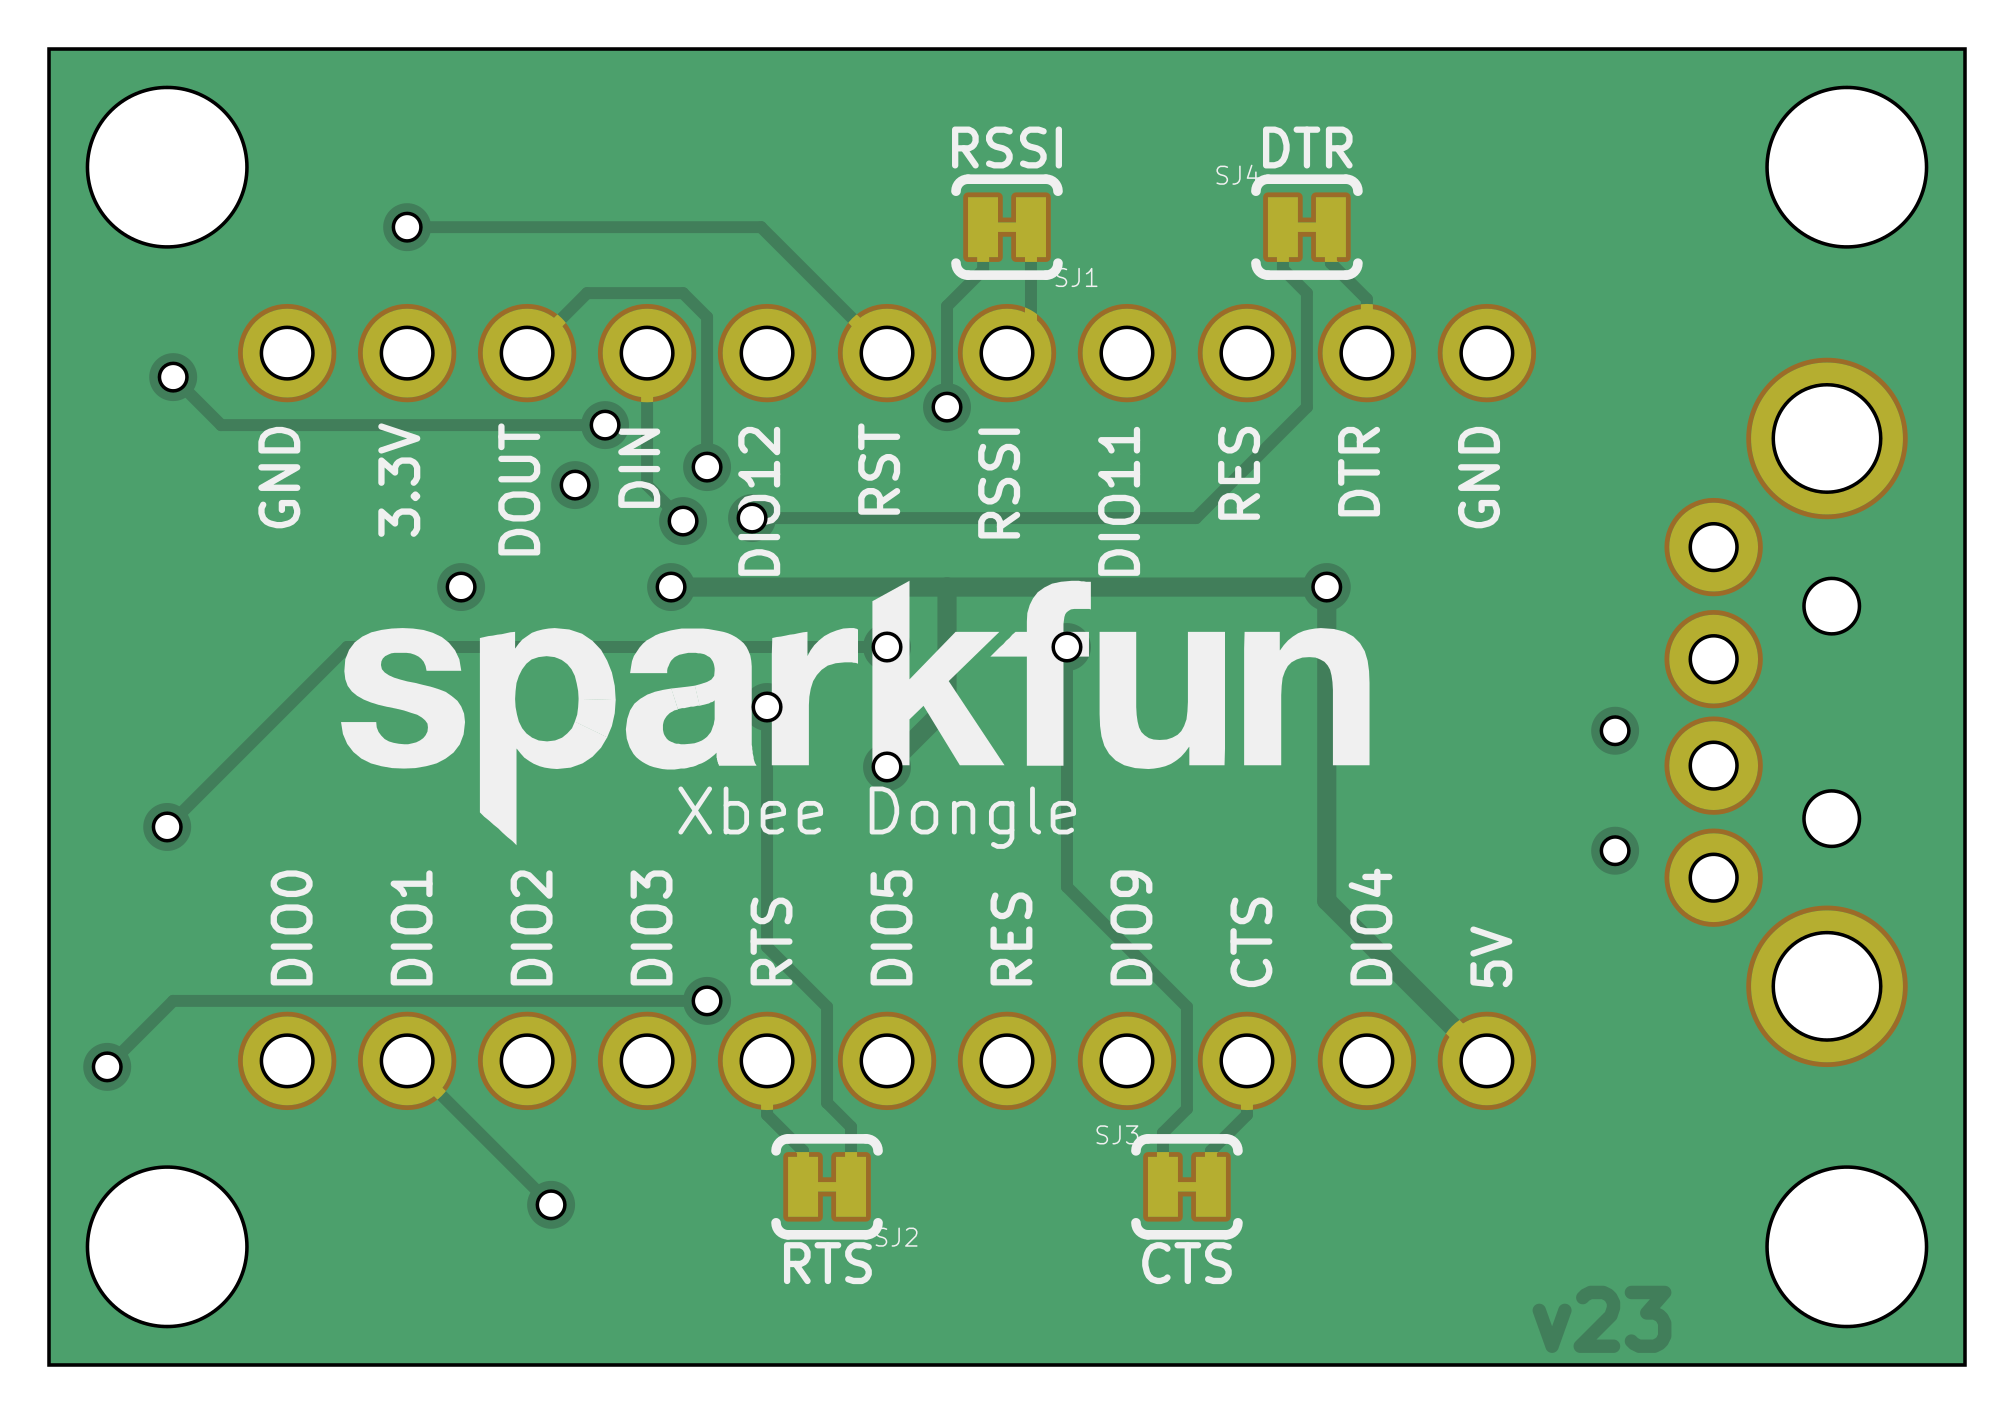 RSSI DTR
SJ4
SJ1
GND 3.3V DOUT DIN DIO12 RST RSSI DIO11 RES DTR GND
sparkfun
Xbee Dongle
DIO0 DIO1 DIO2 DIO3 RTS DIO5 RES DIO9 CTS DIO4 5V
SJ3
SJ2
RTS CTS
v23